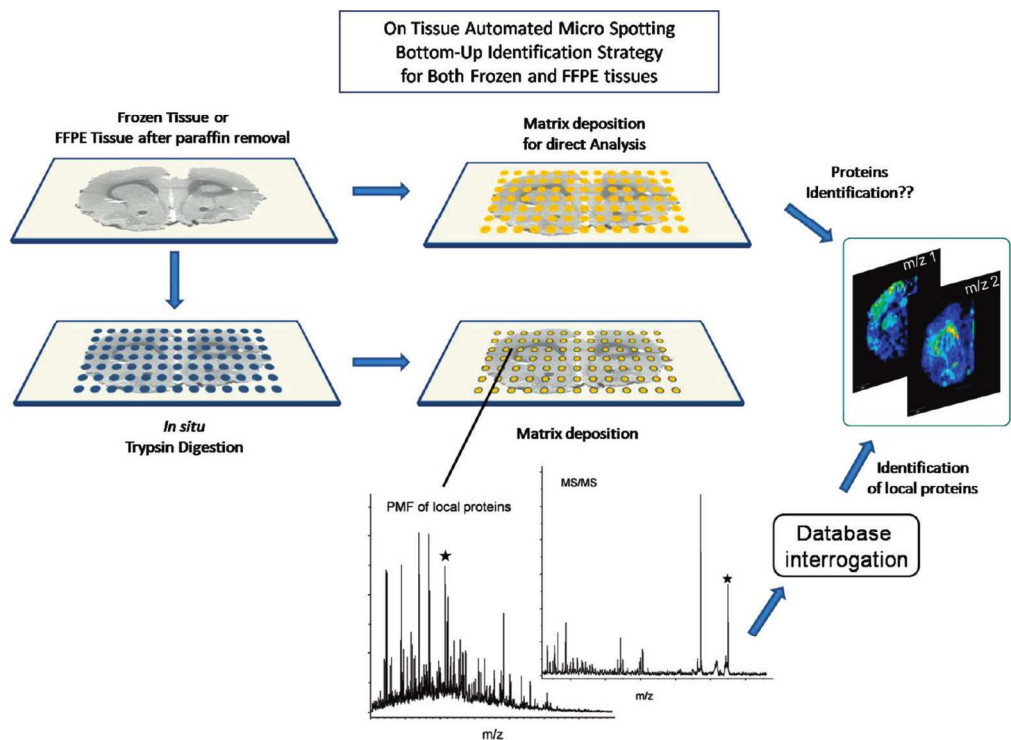 On Tissue Automated Micro Spotting
Bottom-Up Identification Strategy
for Both Frozen and FFPE tissues
Frozen Tissue or
FFPE Tissue after paraffin removal
Matrix deposition
for direct Analysis
Proteins
Identification??
m/z 1
m/z 2
In situ
Trypsin Digestion
Matrix deposition
Identification
of local proteins
MS/MS
PMF of local proteins
★
★
Database
interrogation
m/z
m/z